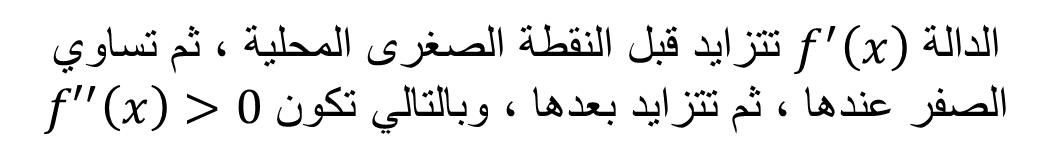 الدالة f′(x) تتزايد قبل النقطة الصغرى المحلية ، ثم تساوي
الصفر عندها ، ثم تتزايد بعدها ، وبالتالي تكون f′′(x) > 0